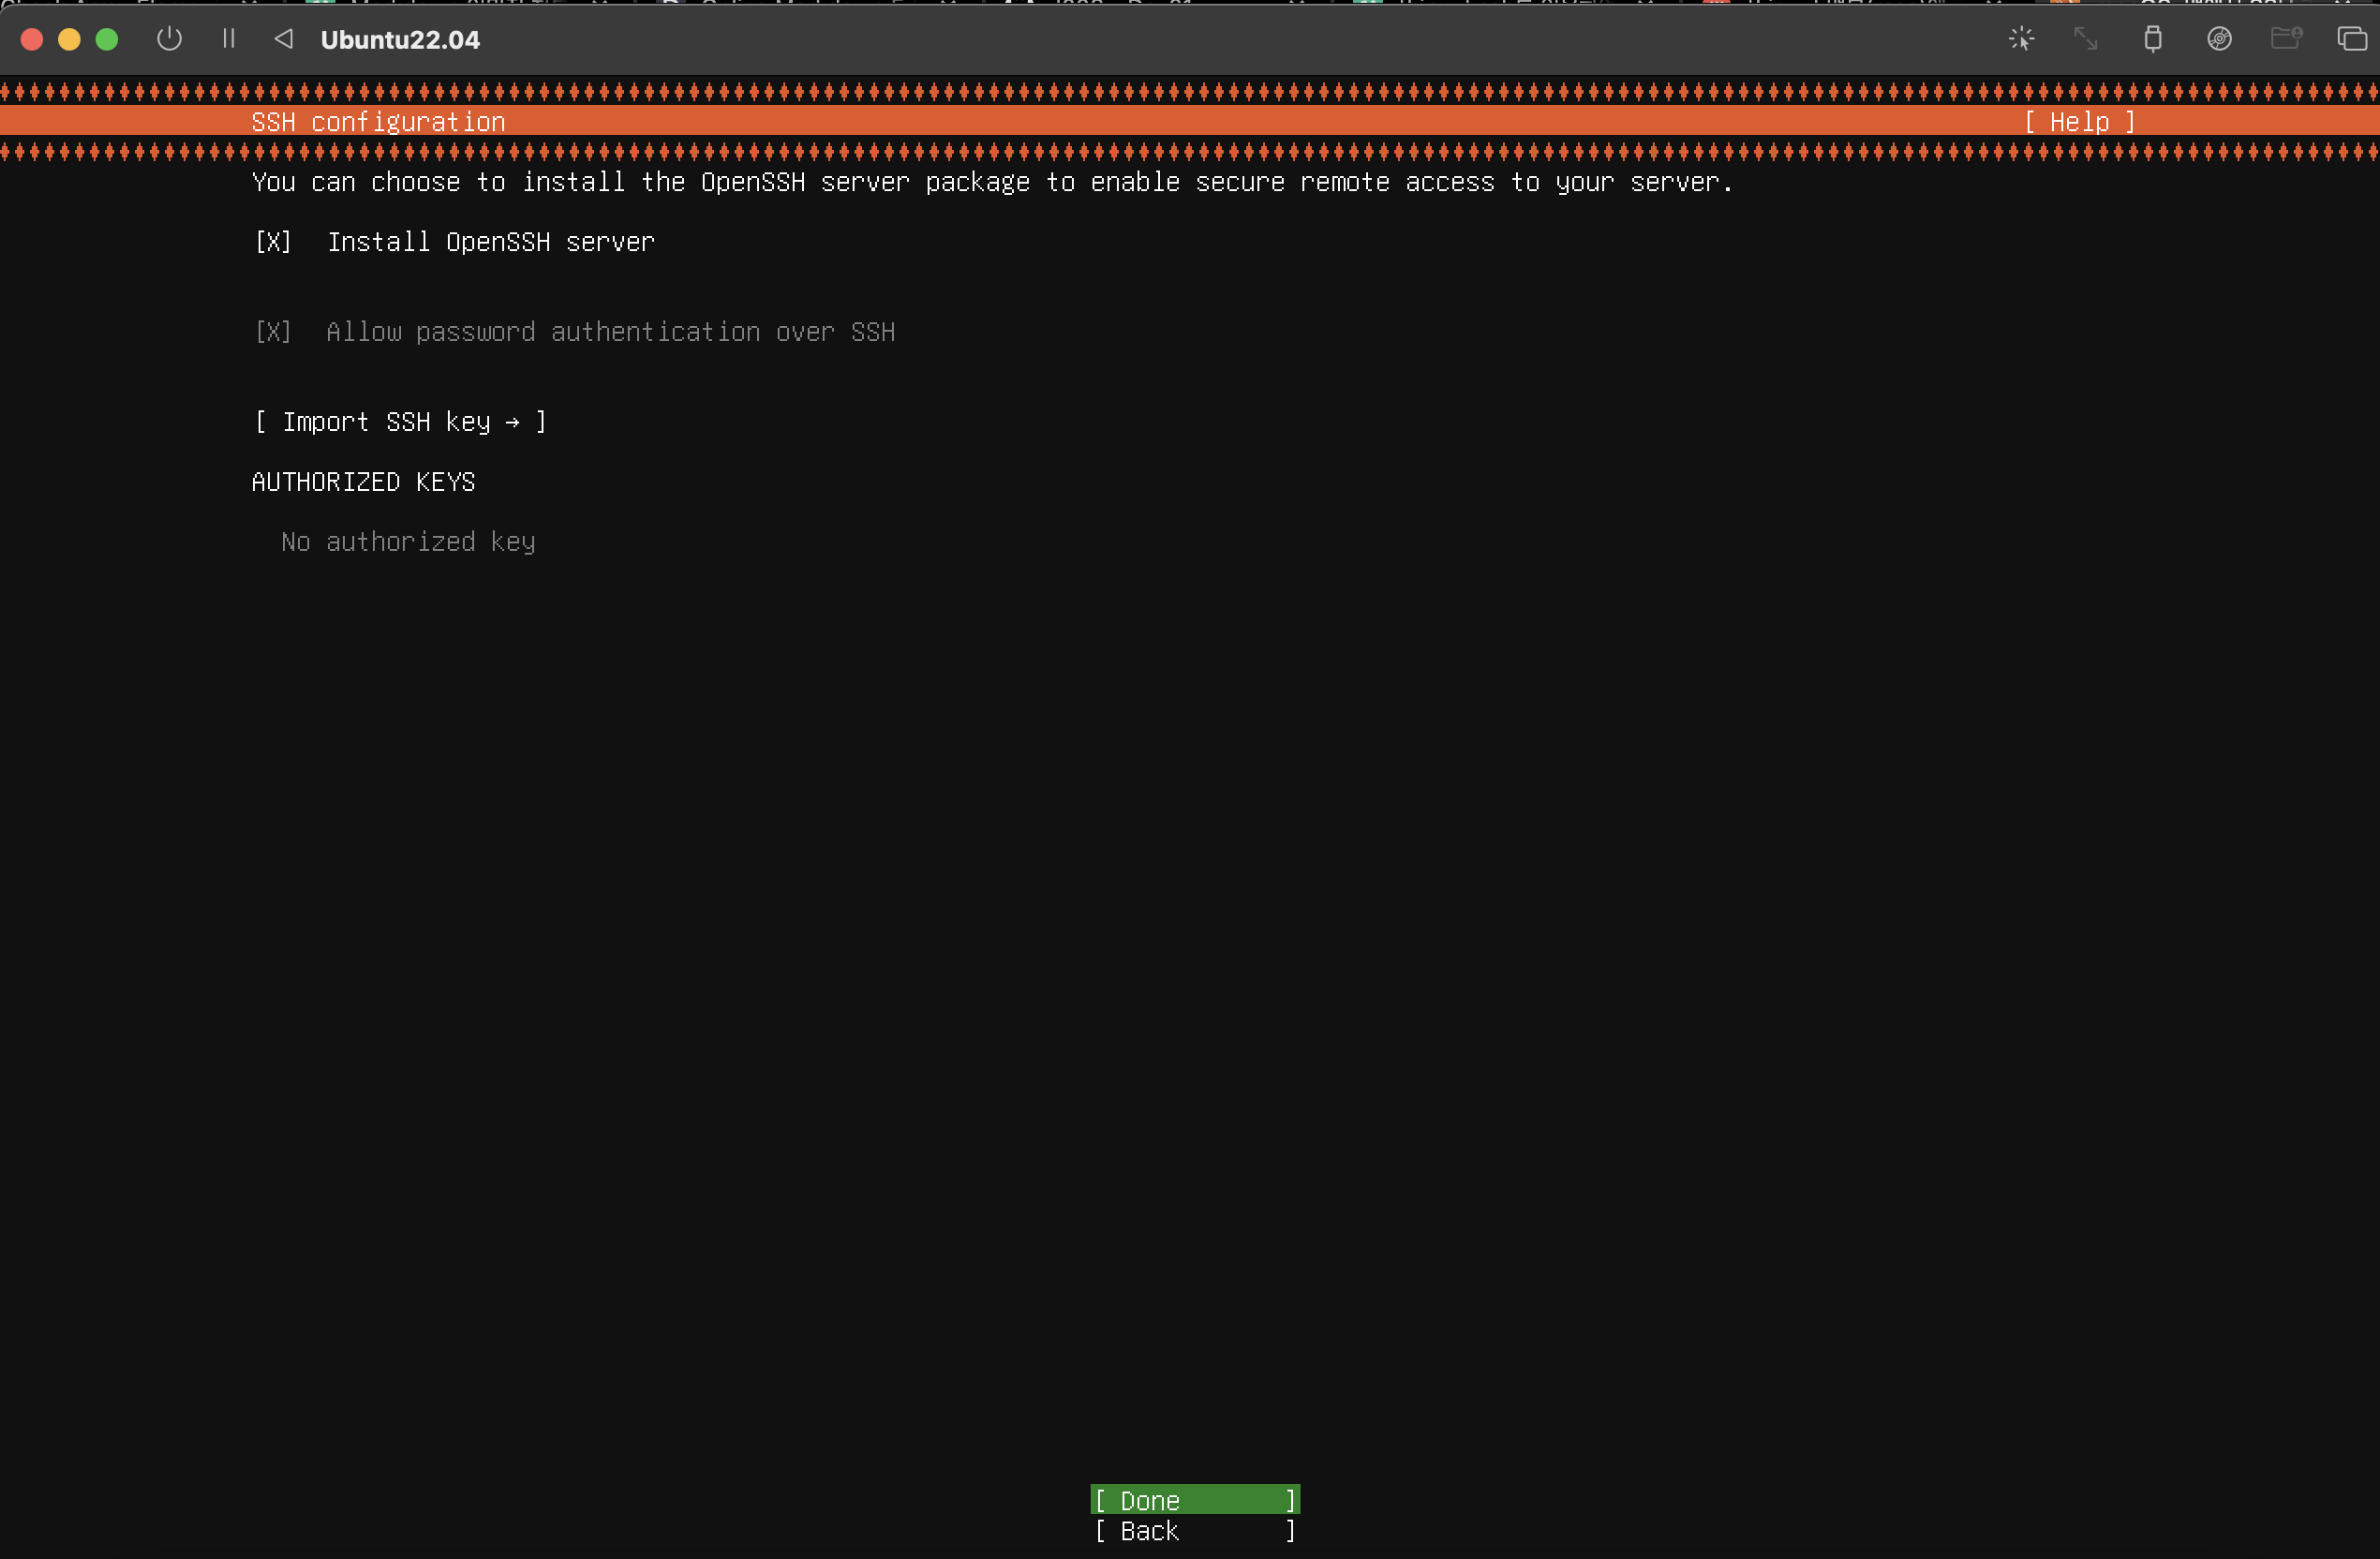 Ubuntu22.04
SSH configuration [ Help ]
You can choose to install the OpenSSH server package to enable secure remote access to your server.
[X] Install OpenSSH server
[X] Allow password authentication over SSH
[ Import SSH key → ]
AUTHORIZED KEYS
No authorized key
[ Done ]
[ Back ]